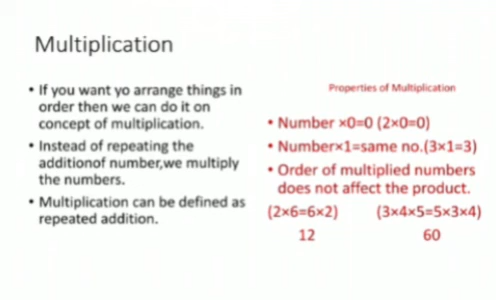 Multiplication
• If you want yo arrange things in
order then we can do it on
concept of multiplication.
• Instead of repeating the
additionof number,we multiply
the numbers.
• Multiplication can be defined as
repeated addition.
Properties of Multiplication
• Number ×0=0 (2×0=0)
• Number×1=same no.(3×1=3)
• Order of multiplied numbers
does not affect the product.
(2×6=6×2) (3×4×5=5×3×4)
12 60